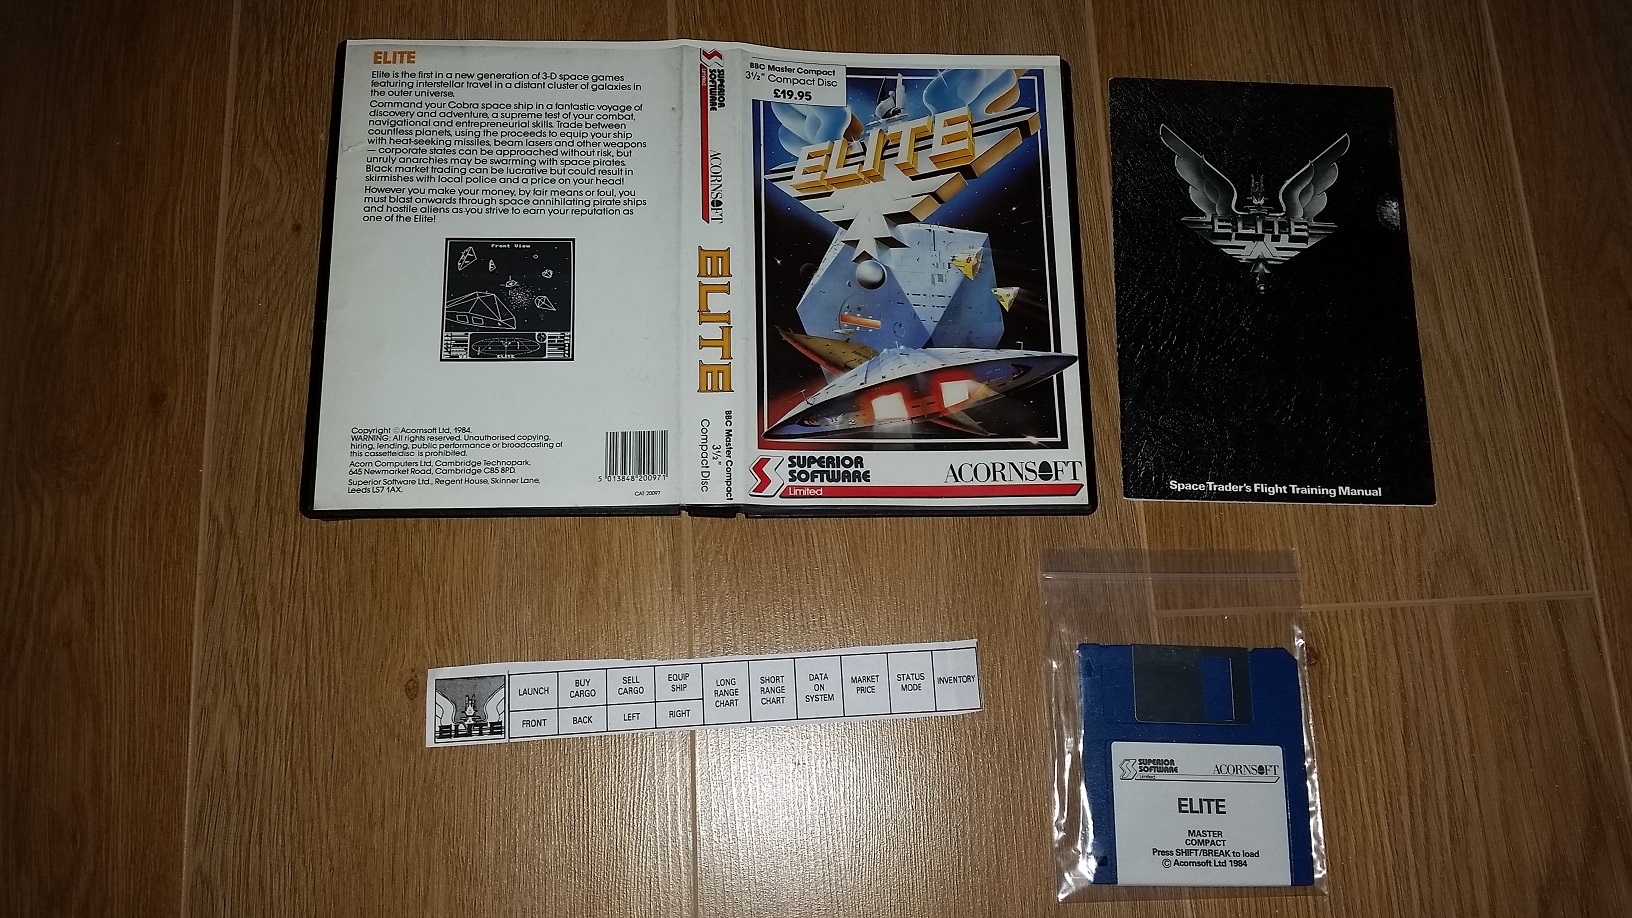 ELITE
Elite is the first in a new generation of 3-D space games
featuring interstellar travel in a distant cluster of galaxies in
the outer universe.
Command your Cobra space ship in a fantastic voyage of
discovery and adventure, a supreme test of your combat,
navigational and entrepreneurial skills. Trade between
countless planets, using the proceeds to equip your ship
with heat-seeking missiles, beam lasers and other weapons
— corporate states can be approached without risk, but
unruly anarchies may be swarming with space pirates.
Black market trading can be lucrative but could result in
skirmishes with local police and a price on your head!
However you make your money, by fair means or foul, you
must blast onwards through space annihilating pirate ships
and hostile aliens as you strive to earn your reputation as
one of the Elite!
Front View
ELITE
Copyright © Acornsoft Ltd, 1984.
WARNING: All rights reserved. Unauthorised copying,
hiring, lending, public performance or broadcasting of
this cassette/disc is prohibited.
Acorn Computers Ltd, Cambridge Technopark,
645 Newmarket Road, Cambridge CB5 8PD.
Superior Software Ltd., Regent House, Skinner Lane,
Leeds LS7 1AX.
5 013848 200971
CAT 20097
SUPERIOR
SOFTWARE
Limited
ACORNSOFT
ELITE
BBC Master Compact
3½"
Compact Disc
BBC Master Compact
3½" Compact Disc
£19.95
ELITE
SUPERIOR
SOFTWARE
Limited
ACORNSOFT
ELITE
Space Trader's Flight Training Manual
ELITE
LAUNCH
BUY
CARGO
SELL
CARGO
EQUIP
SHIP
LONG
RANGE
CHART
SHORT
RANGE
CHART
DATA
ON
SYSTEM
MARKET
PRICE
STATUS
MODE
INVENTORY
FRONT
BACK
LEFT
RIGHT
SUPERIOR
SOFTWARE
Limited
ACORNSOFT
ELITE
MASTER
COMPACT
Press SHIFT/BREAK to load
© Acornsoft Ltd 1984